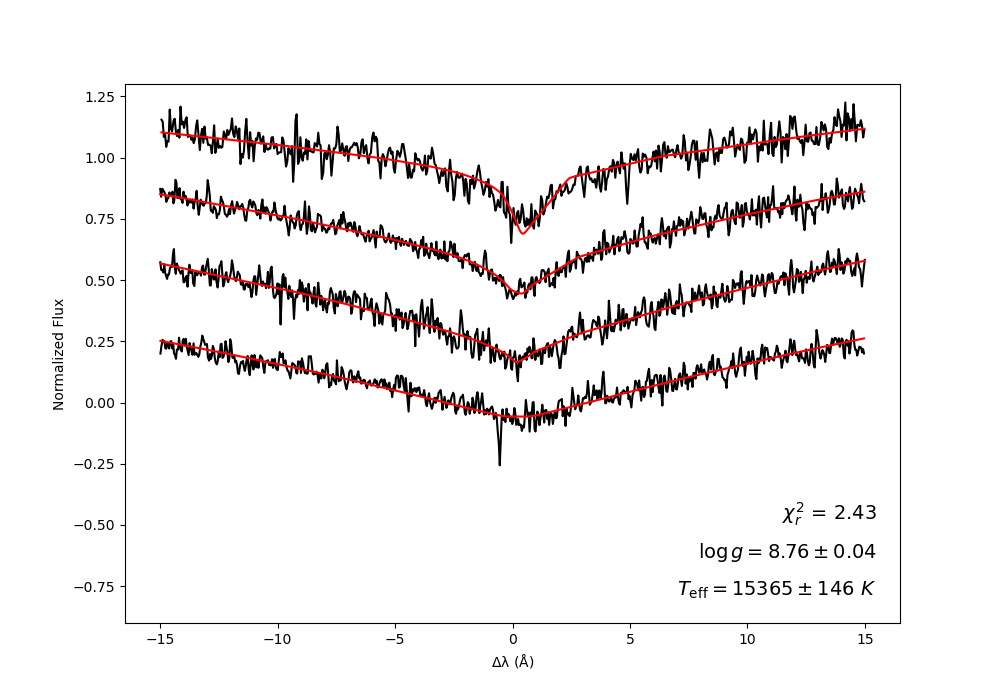 1.25
1.00
0.75
0.50
0.25
0.00
−0.25
−0.50
−0.75
Normalized Flux
χ²ᵣ = 2.43
log g = 8.76 ± 0.04
T_eff = 15365 ± 146 K
−15 −10 −5 0 5 10 15
Δλ (Å)